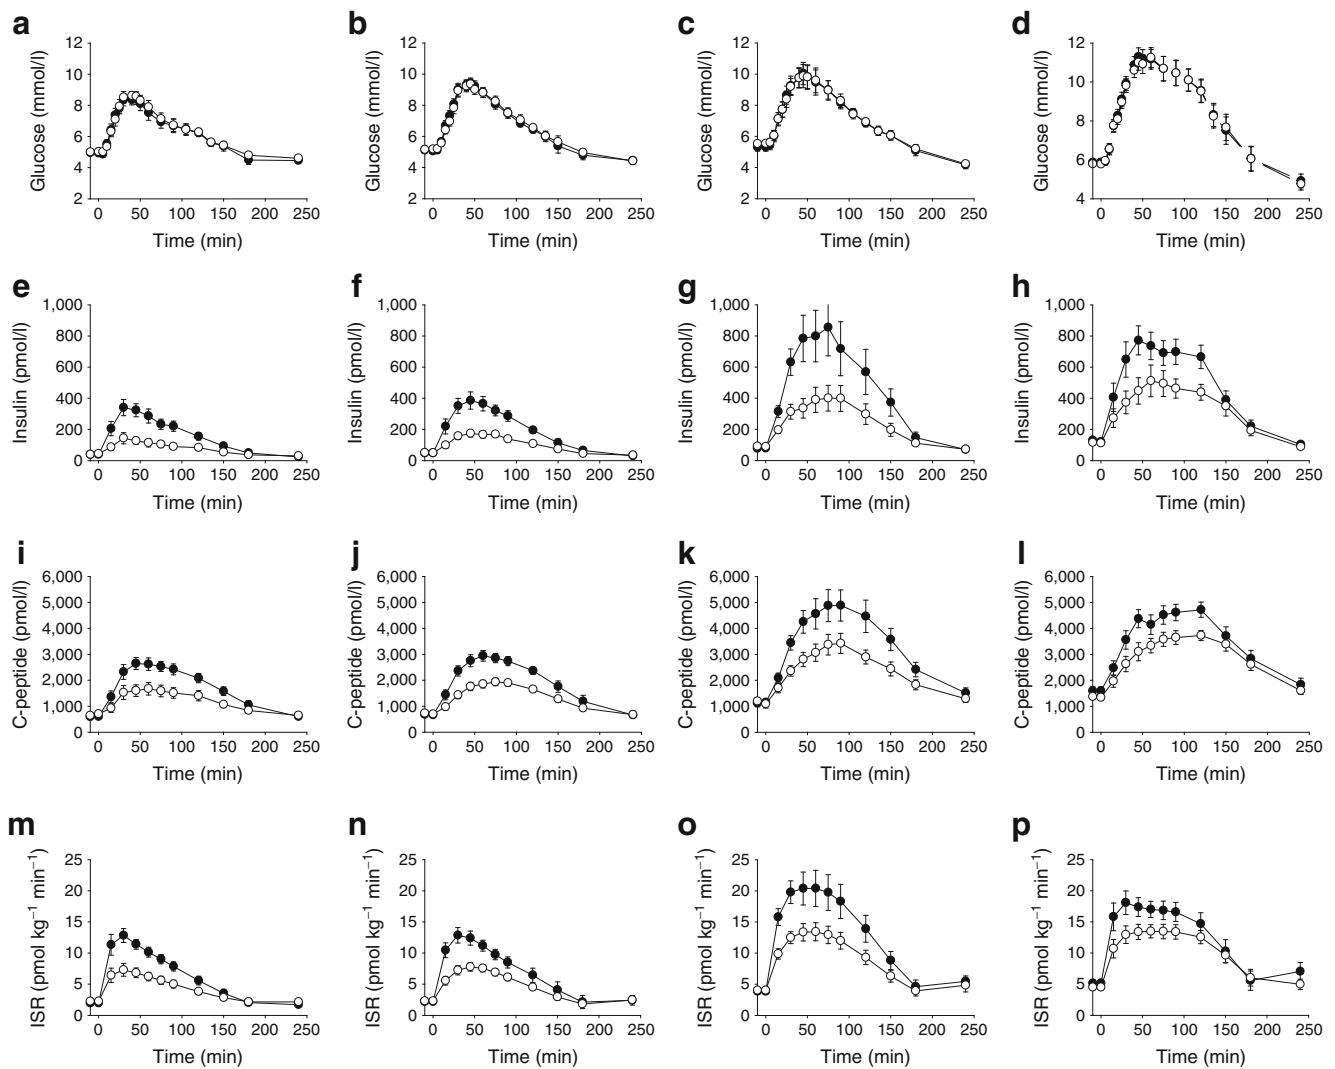 a b c d
Glucose (mmol/l) Glucose (mmol/l) Glucose (mmol/l) Glucose (mmol/l)
12 12 12 12
10 10 10 10
8 8 8 8
6 6 6 6
4 4 4
2 2 2 4
0 50 100 150 200 250 0 50 100 150 200 250 0 50 100 150 200 250 0 50 100 150 200 250
Time (min) Time (min) Time (min) Time (min)
e f g h
Insulin (pmol/l) Insulin (pmol/l) Insulin (pmol/l) Insulin (pmol/l)
1,000 1,000 1,000 1,000
800 800 800 800
600 600 600 600
400 400 400 400
200 200 200 200
0 0 0 0
0 50 100 150 200 250 0 50 100 150 200 250 0 50 100 150 200 250 0 50 100 150 200 250
Time (min) Time (min) Time (min) Time (min)
i j k l
C-peptide (pmol/l) C-peptide (pmol/l) C-peptide (pmol/l) C-peptide (pmol/l)
6,000 6,000 6,000 6,000
5,000 5,000 5,000 5,000
4,000 4,000 4,000 4,000
3,000 3,000 3,000 3,000
2,000 2,000 2,000 2,000
1,000 1,000 1,000 1,000
0 0 0 0
0 50 100 150 200 250 0 50 100 150 200 250 0 50 100 150 200 250 0 50 100 150 200 250
Time (min) Time (min) Time (min) Time (min)
m n o p
ISR (pmol kg⁻¹ min⁻¹) ISR (pmol kg⁻¹ min⁻¹) ISR (pmol kg⁻¹ min⁻¹) ISR (pmol kg⁻¹ min⁻¹)
25 25 25 25
20 20 20 20
15 15 15 15
10 10 10 10
5 5 5 5
0 0 0 0
0 50 100 150 200 250 0 50 100 150 200 250 0 50 100 150 200 250 0 50 100 150 200 250
Time (min) Time (min) Time (min) Time (min)